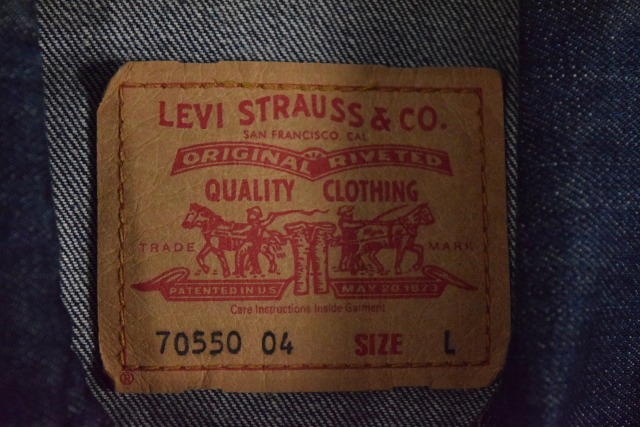 LEVI STRAUSS & CO.
SAN FRANCISCO, CAL
ORIGINAL RIVETED
QUALITY CLOTHING
TRADE MARK
PATENTED IN U.S. MAY 20 1873
Care Instructions Inside Garment
70550 04 SIZE L
®